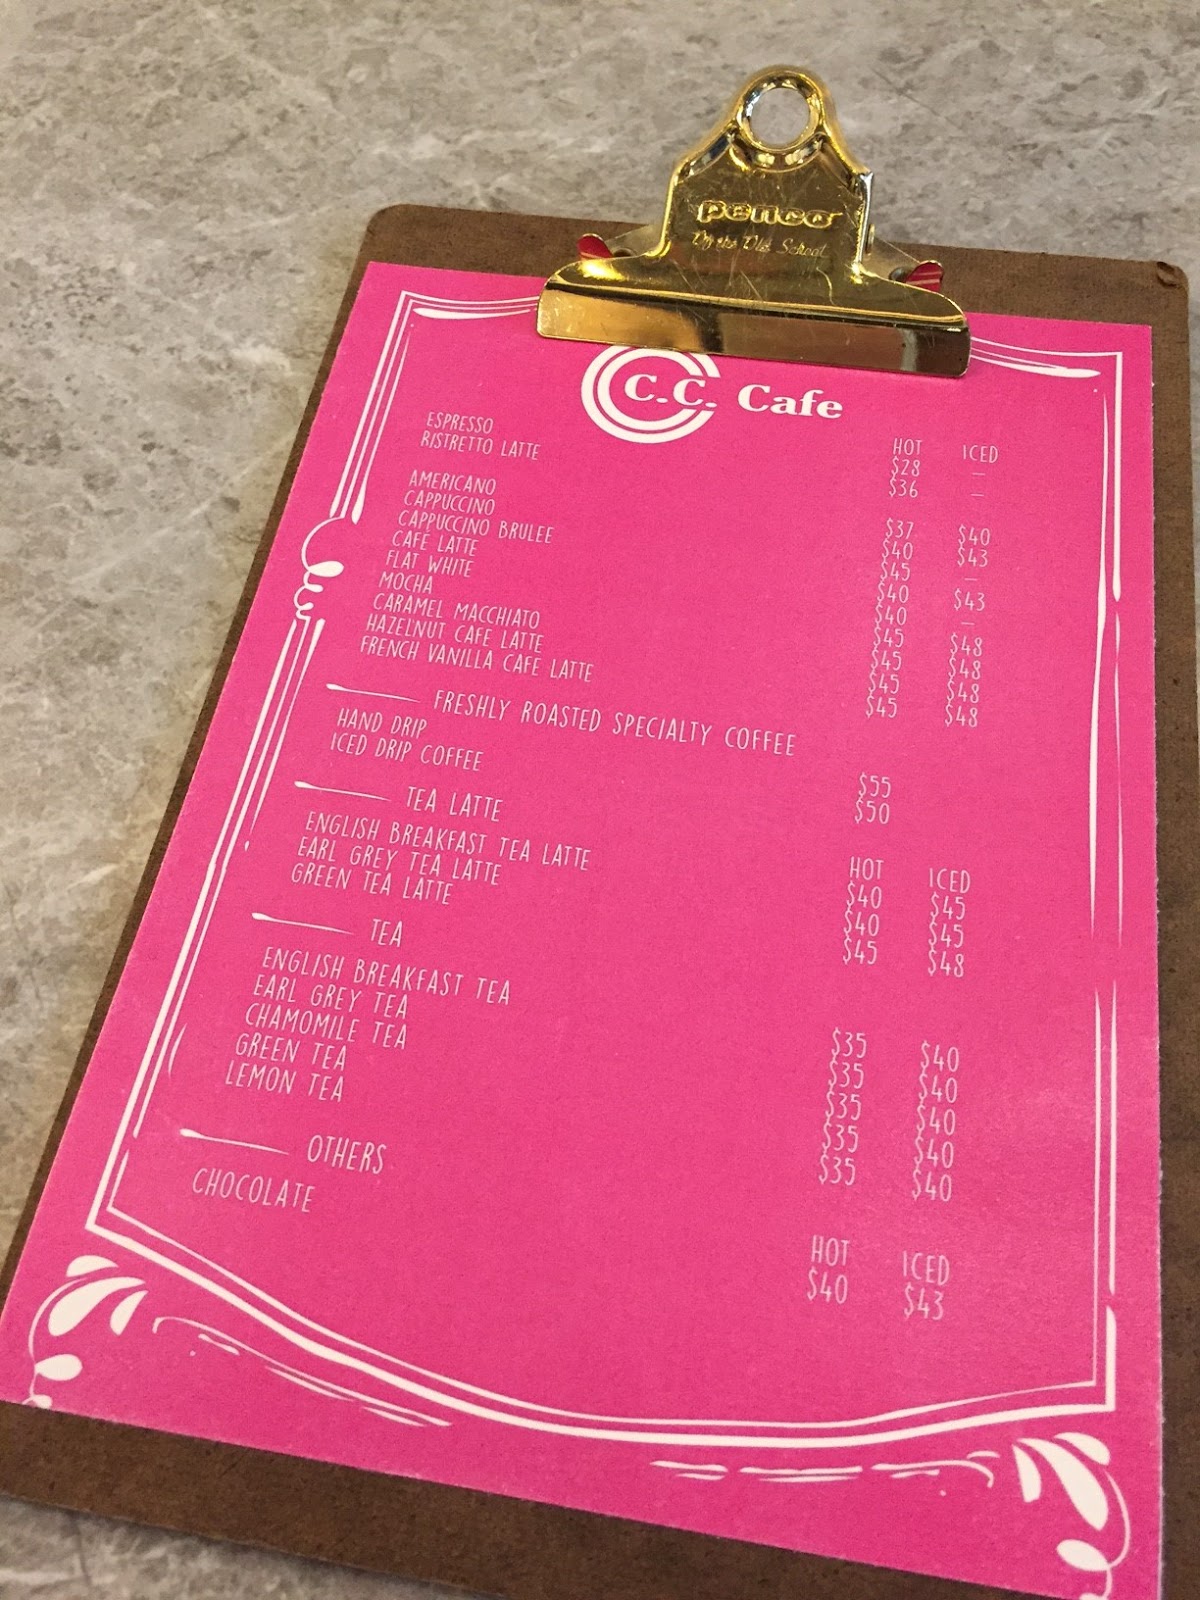 penco
Of the Old School
C.C. Cafe
HOT ICED
ESPRESSO $28 –
RISTRETTO LATTE $36 –
AMERICANO $37 $40
CAPPUCCINO $40 $43
CAPPUCCINO BRULEE $45 –
CAFÉ LATTE $40 $43
FLAT WHITE $40 –
MOCHA $45 $48
CARAMEL MACCHIATO $45 $48
HAZELNUT CAFE LATTE $45 $48
FRENCH VANILLA CAFE LATTE $45 $48
FRESHLY ROASTED SPECIALTY COFFEE
HAND DRIP $55
ICED DRIP COFFEE $50
TEA LATTE
HOT ICED
ENGLISH BREAKFAST TEA LATTE $40 $45
EARL GREY TEA LATTE $40 $45
GREEN TEA LATTE $45 $48
TEA
ENGLISH BREAKFAST TEA $35 $40
EARL GREY TEA $35 $40
CHAMOMILE TEA $35 $40
GREEN TEA $35 $40
LEMON TEA $35 $40
OTHERS
HOT ICED
CHOCOLATE $40 $43